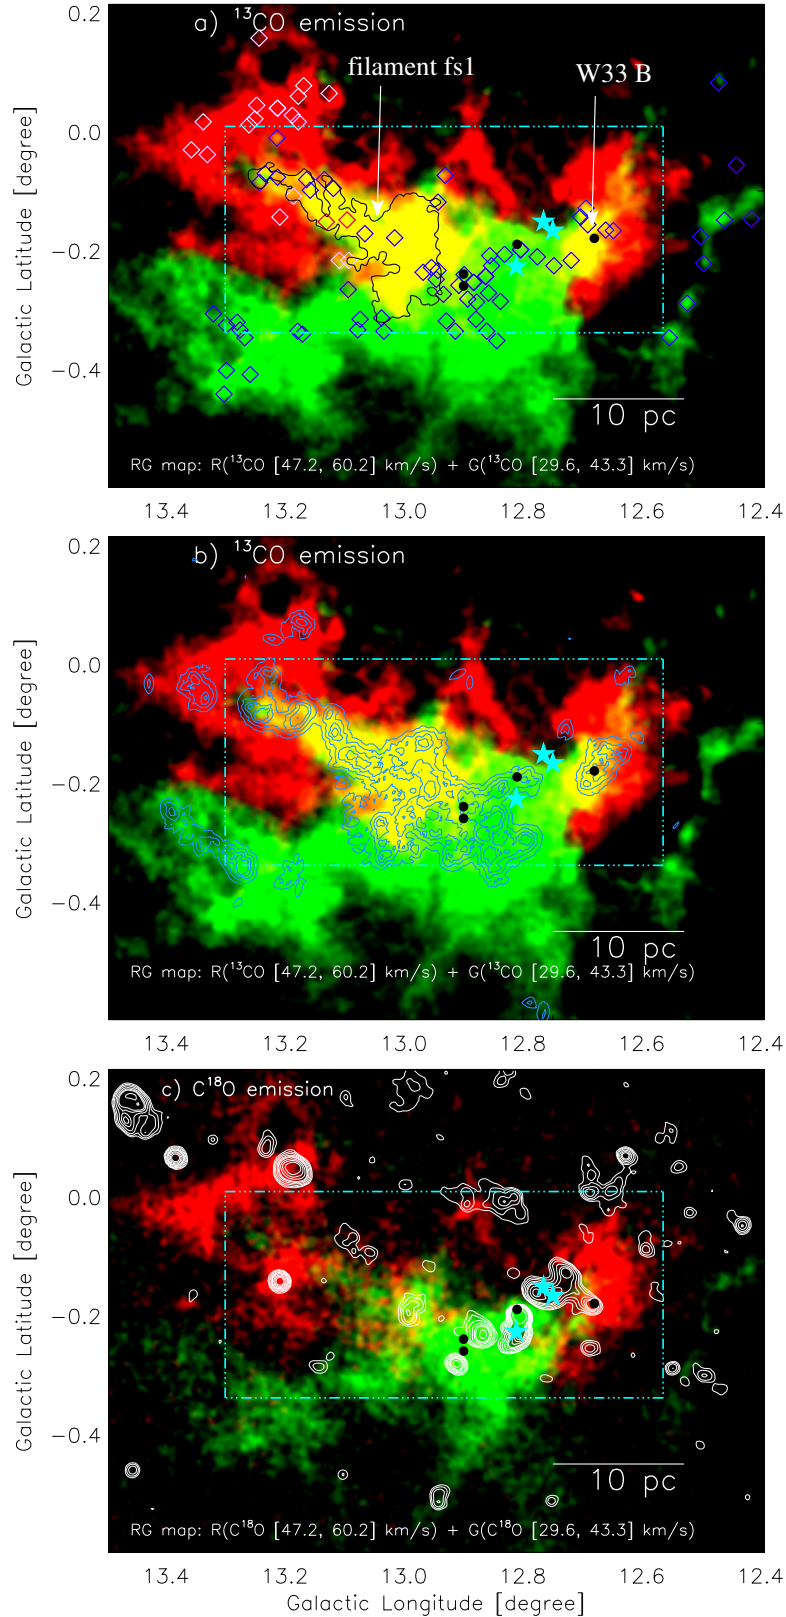 a) ¹³CO emission
filament fs1
W33 B
0.2
0.0
−0.2
−0.4
Galactic Latitude [degree]
10 pc
RG map: R(¹³CO [47.2, 60.2] km/s) + G(¹³CO [29.6, 43.3] km/s)
13.4 13.2 13.0 12.8 12.6 12.4
b) ¹³CO emission
0.2
0.0
−0.2
−0.4
Galactic Latitude [degree]
10 pc
RG map: R(¹³CO [47.2, 60.2] km/s) + G(¹³CO [29.6, 43.3] km/s)
13.4 13.2 13.0 12.8 12.6 12.4
c) C¹⁸O emission
0.2
0.0
−0.2
−0.4
Galactic Latitude [degree]
10 pc
RG map: R(C¹⁸O [47.2, 60.2] km/s) + G(C¹⁸O [29.6, 43.3] km/s)
13.4 13.2 13.0 12.8 12.6 12.4
Galactic Longitude [degree]